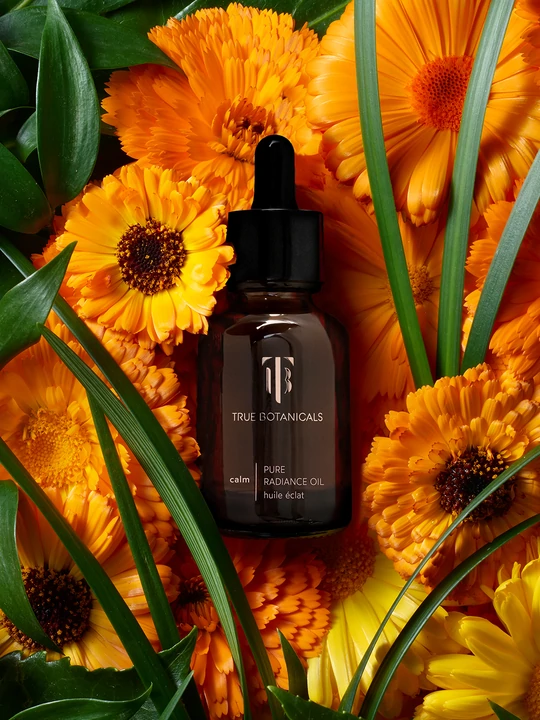 TB
TRUE BOTANICALS
calm
PURE
RADIANCE OIL
huile éclat